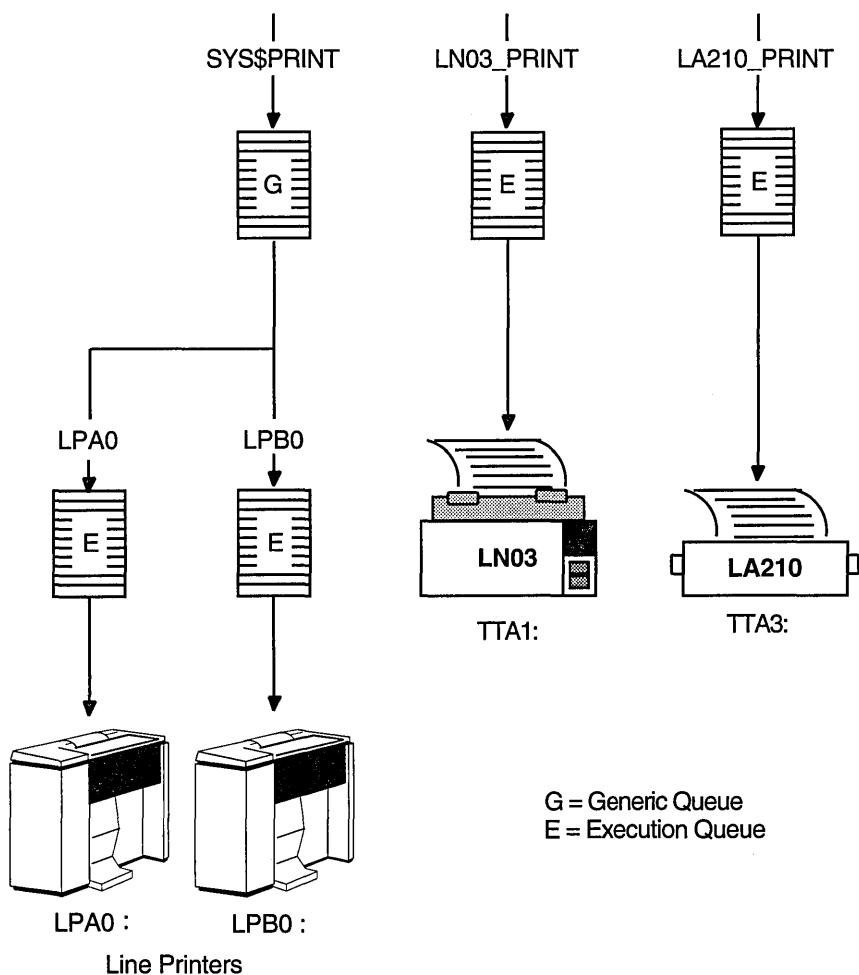 SYS$PRINT
LN03_PRINT
LA210_PRINT
G
E
E
LPA0
LPB0
E
E
LN03
LA210
TTA1:
TTA3:
G = Generic Queue
E = Execution Queue
LPA0 :
LPB0 :
Line Printers